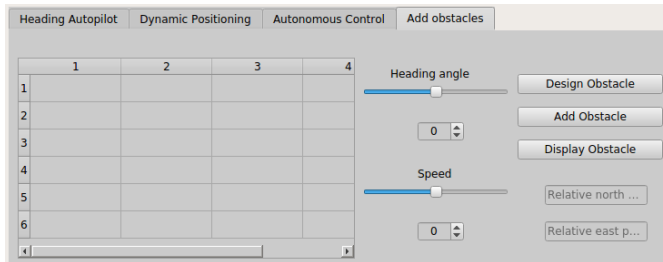 Heading Autopilot Dynamic Positioning Autonomous Control Add obstacles
1 2 3 4
1
2
3
4
5
6
Heading angle
0
Speed
0
Design Obstacle
Add Obstacle
Display Obstacle
Relative north ...
Relative east p...